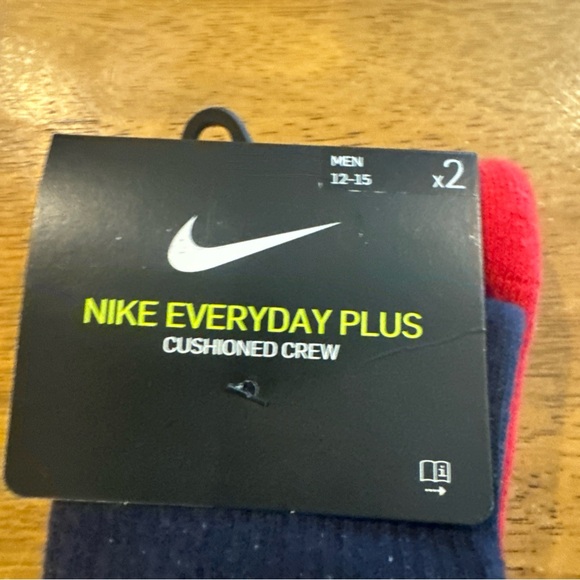 MEN
12-15
x2
NIKE EVERYDAY PLUS
CUSHIONED CREW
i